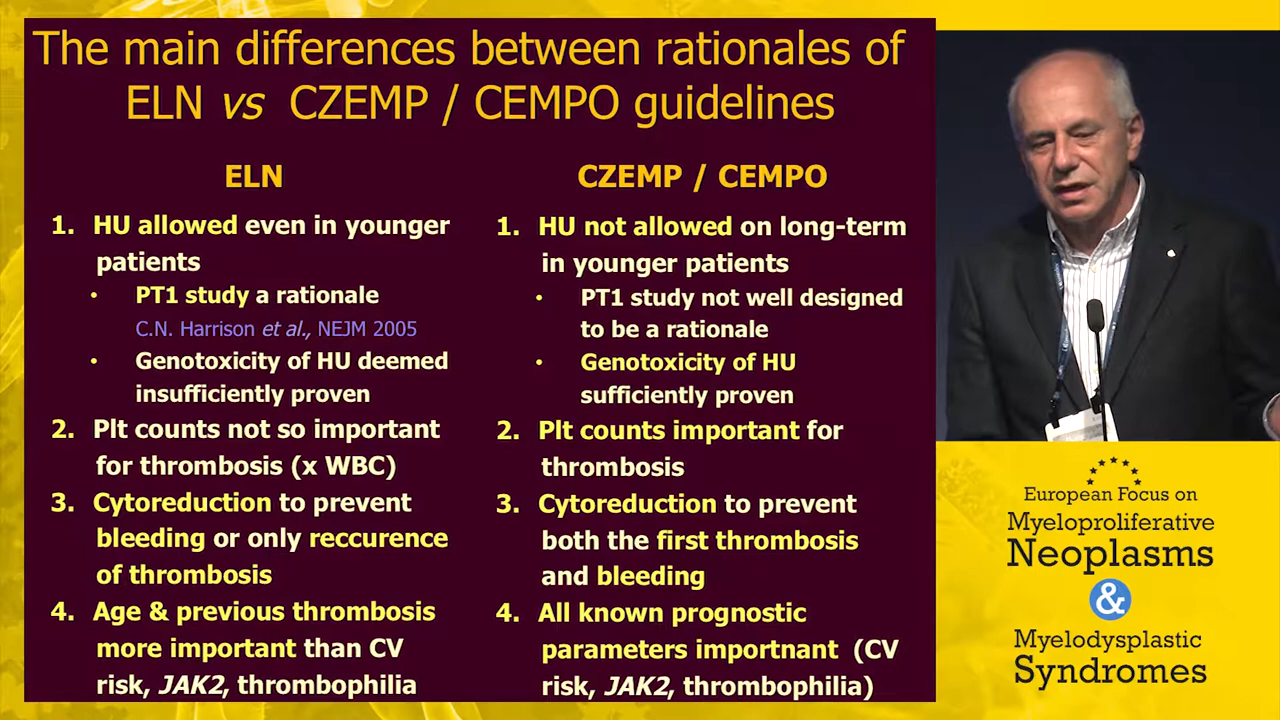 The main differences between rationales of
ELN vs CZEMP / CEMPO guidelines
ELN
1. HU allowed even in younger
patients
• PT1 study a rationale
C.N. Harrison et al., NEJM 2005
• Genotoxicity of HU deemed
insufficiently proven
2. Plt counts not so important
for thrombosis (x WBC)
3. Cytoreduction to prevent
bleeding or only reccurence
of thrombosis
4. Age & previous thrombosis
more important than CV
risk, JAK2, thrombophilia
CZEMP / CEMPO
1. HU not allowed on long-term
in younger patients
• PT1 study not well designed
to be a rationale
• Genotoxicity of HU
sufficiently proven
2. Plt counts important for
thrombosis
3. Cytoreduction to prevent
both the first thrombosis
and bleeding
4. All known prognostic
parameters importnant (CV
risk, JAK2, thrombophilia)
European Focus on
Myeloproliferative
Neoplasms
&
Myelodysplastic
Syndromes